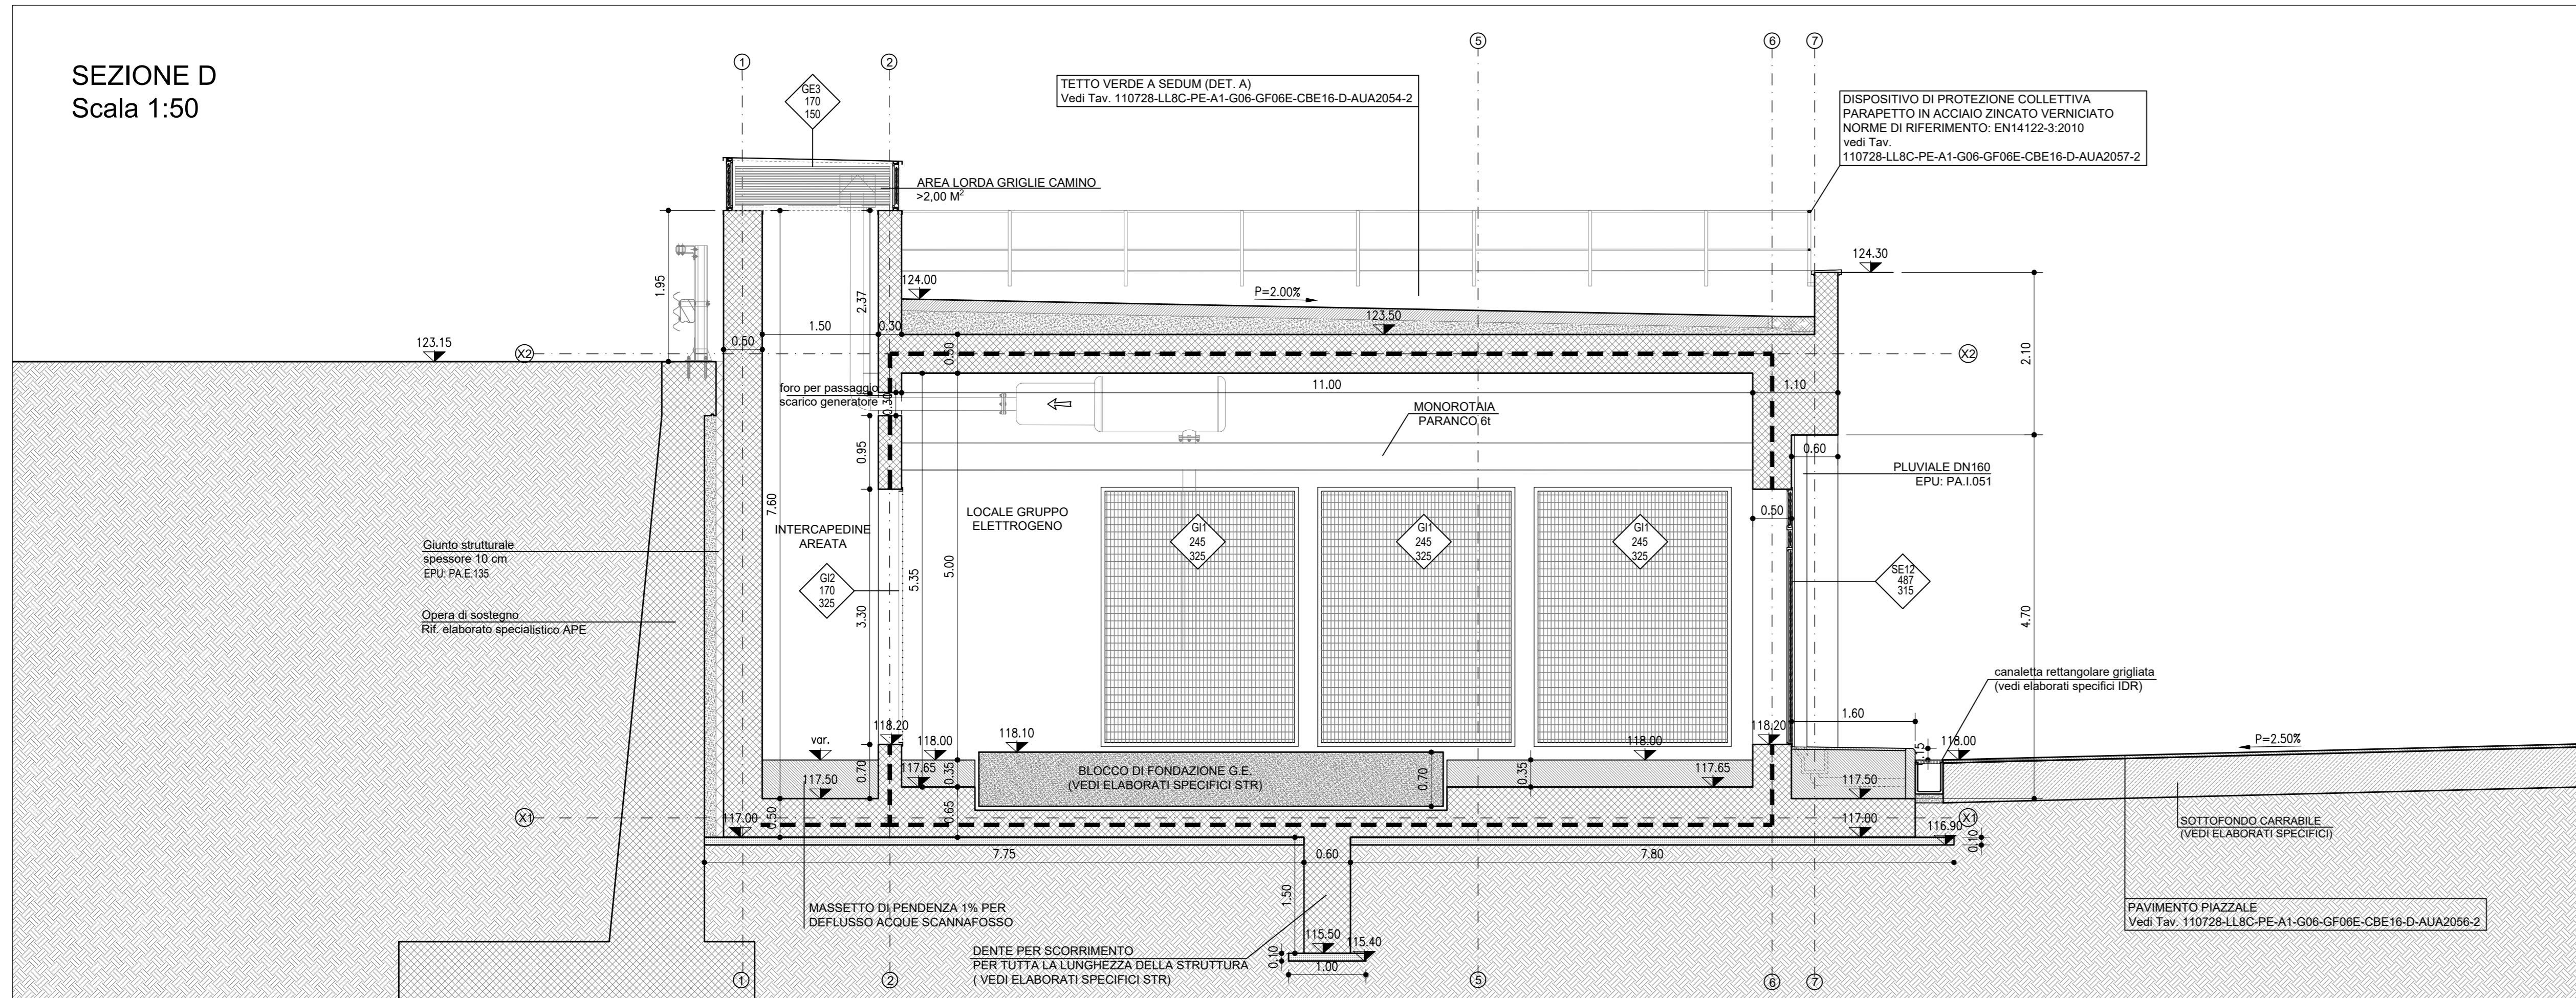 SEZIONE D
Scala 1:50
1
2
5
6
7
GE3
170
150
TETTO VERDE A SEDUM (DET. A)
Vedi Tav. 110728-LL8C-PE-A1-G06-GF06E-CBE16-D-AUA2054-2
DISPOSITIVO DI PROTEZIONE COLLETTIVA
PARAPETTO IN ACCIAIO ZINCATO VERNICIATO
NORME DI RIFERIMENTO: EN14122-3:2010
vedi Tav.
110728-LL8C-PE-A1-G06-GF06E-CBE16-D-AUA2057-2
AREA LORDA GRIGLIE CAMINO
>2,00 M²
1.95
2.37
124.00
P=2.00%
124.30
123.50
1.50
0.30
0.50
0.50
123.15
X2
X2
2.10
foro per passaggio
scarico generatore
0.30
11.00
1.10
MONOROTAIA
PARANCO 6t
0.95
0.60
PLUVIALE DN160
EPU: PA.I.051
7.60
INTERCAPEDINE
AREATA
LOCALE GRUPPO
ELETTROGENO
0.50
GI1
245
325
GI1
245
325
GI1
245
325
Giunto strutturale
spessore 10 cm
EPU: PA.E.135
GI2
170
325
5.35
5.00
3.30
SE12
487
315
4.70
Opera di sostegno
Rif. elaborato specialistico APE
canaletta rettangolare grigliata
(vedi elaborati specifici IDR)
1.60
var.
118.20
118.00
118.10
118.00
118.20
.15
118.00
P=2.50%
117.50
0.70
117.65
0.35
BLOCCO DI FONDAZIONE G.E.
(VEDI ELABORATI SPECIFICI STR)
0.70
0.35
117.65
117.50
X1
117.00
0.50
0.65
117.00
X1
116.90
0.10
SOTTOFONDO CARRABILE
(VEDI ELABORATI SPECIFICI)
7.75
0.60
7.80
1.50
MASSETTO DI PENDENZA 1% PER
DEFLUSSO ACQUE SCANNAFOSSO
PAVIMENTO PIAZZALE
Vedi Tav. 110728-LL8C-PE-A1-G06-GF06E-CBE16-D-AUA2056-2
DENTE PER SCORRIMENTO
PER TUTTA LA LUNGHEZZA DELLA STRUTTURA
( VEDI ELABORATI SPECIFICI STR)
115.50
115.40
0.10
1.00
1
2
5
6
7